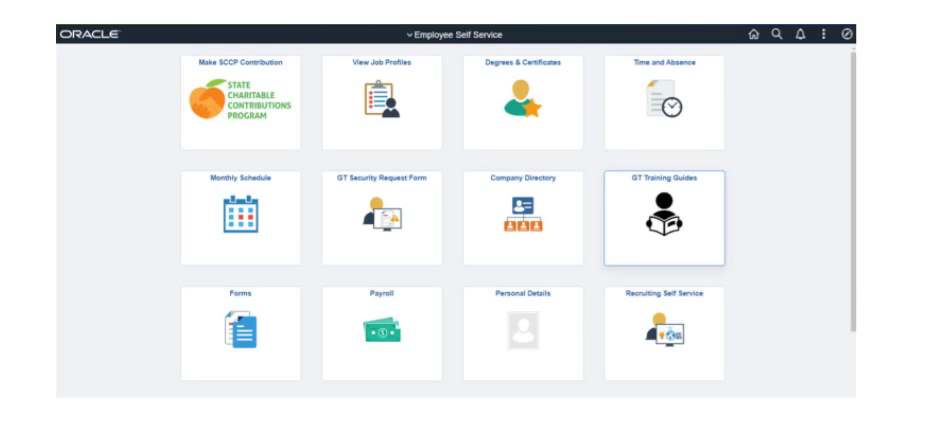 ORACLE
Employee Self Service
Make SCCP Contribution
View Job Profiles
Degrees & Certificates
Time and Absence
STATE
CHARITABLE
CONTRIBUTIONS
PROGRAM
Monthly Schedule
GT Security Request Form
Company Directory
GT Training Guides
Forms
Payroll
Personal Details
Recruiting Self Service